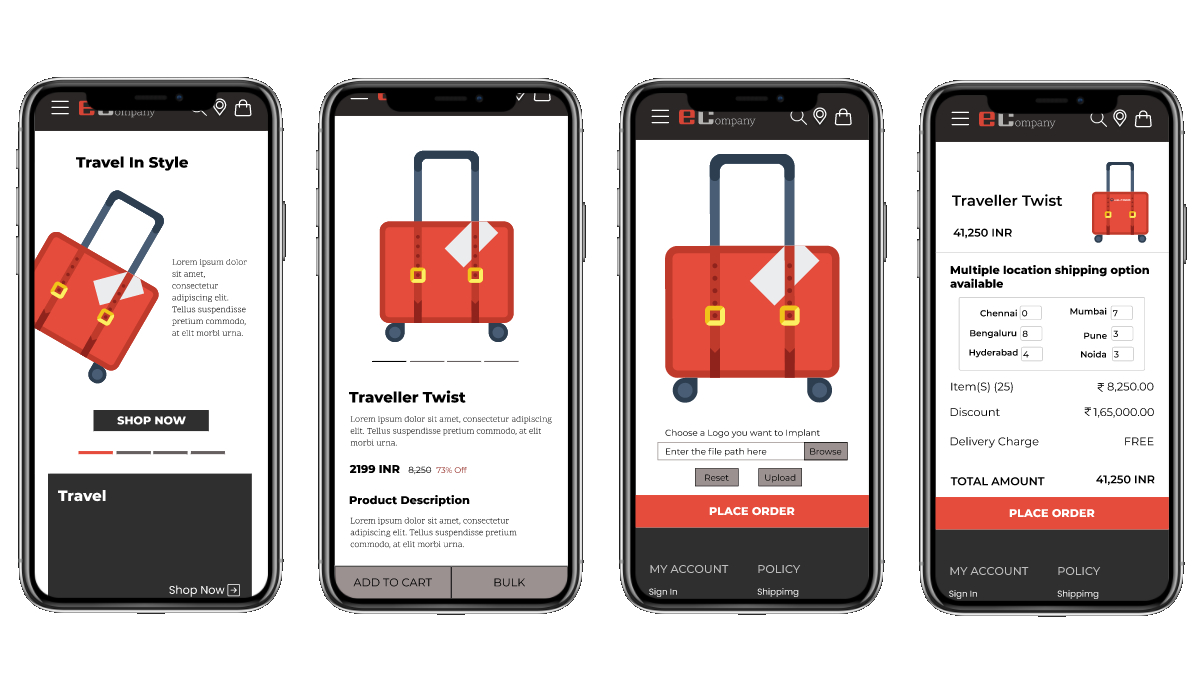 eCompany
Travel In Style
Lorem ipsum dolor
sit amet,
consectetur
adipiscing elit.
Tellus suspendisse
pretium commodo,
at elit morbi urna.
SHOP NOW
Travel
Shop Now
Traveller Twist
Lorem ipsum dolor sit amet, consectetur adipiscing
elit. Tellus suspendisse pretium commodo, at elit
morbi urna.
2199 INR 8,250 73% Off
Product Description
Lorem ipsum dolor sit amet, consectetur
adipiscing elit. Tellus suspendisse pretium
commodo, at elit morbi urna.
ADD TO CART BULK
eCompany
Choose a Logo you want to Implant
Enter the file path here Browse
Reset Upload
PLACE ORDER
MY ACCOUNT POLICY
Sign In Shippimg
eCompany
Traveller Twist
41,250 INR
Multiple location shipping option
available
Chennai 0 Mumbai 7
Bengaluru 8 Pune 3
Hyderabad 4 Noida 3
Item(S) (25) ₹ 8,250.00
Discount ₹1,65,000.00
Delivery Charge FREE
TOTAL AMOUNT 41,250 INR
PLACE ORDER
MY ACCOUNT POLICY
Sign In Shippimg